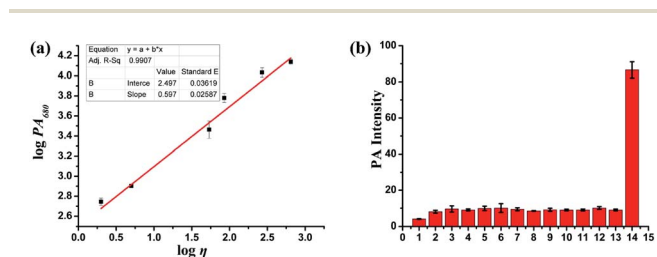 (a)
Equation y = a + b*x
Adj. R-Sq 0.9907
Value Standard E
B Interce 2.497 0.03619
B Slope 0.597 0.02587
4.2
4.0
3.8
3.6
3.4
3.2
3.0
2.8
2.6
log PA680
0.0 0.5 1.0 1.5 2.0 2.5 3.0
log η
(b)
100
80
60
40
20
0
PA Intensity
0 1 2 3 4 5 6 7 8 9 10 11 12 13 14 15